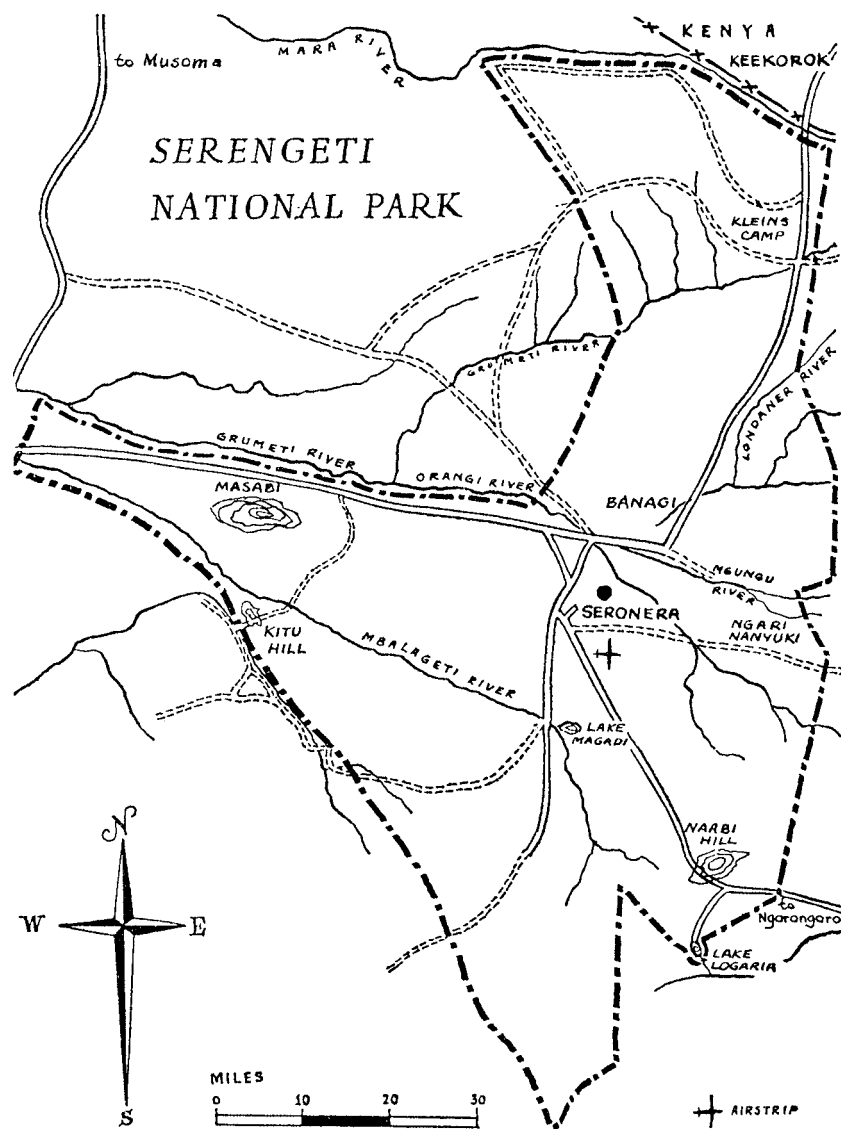 KENYA
to Musoma
MARA RIVER
KEEKOROK
SERENGETI
NATIONAL PARK
KLEINS
CAMP
GRUMETI RIVER
LONDANER RIVER
GRUMETI RIVER
ORANGI RIVER
MASABI
BANAGI
MGUNGU
RIVER
SERONERA
NGARI
NANYUKI
KITU
HILL
MBALAGETI RIVER
LAKE
MAGADI
NARBI
HILL
N
W
E
S
to
Ngorongoro
LAKE
LOGARIA
MILES
0 10 20 30
AIRSTRIP